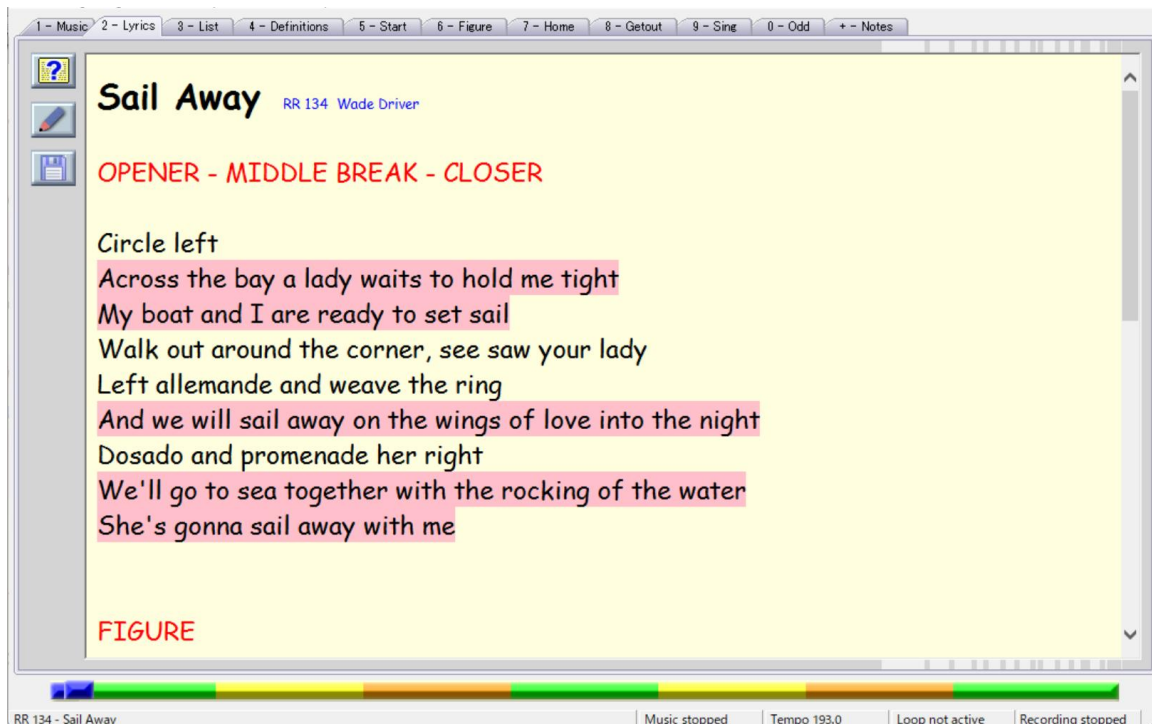 1 - Music 2 - Lyrics 3 - List 4 - Definitions 5 - Start 6 - Figure 7 - Home 8 - Getout 9 - Sing 0 - Odd + - Notes
Sail Away RR 134 Wade Driver
OPENER - MIDDLE BREAK - CLOSER
Circle left
Across the bay a lady waits to hold me tight
My boat and I are ready to set sail
Walk out around the corner, see saw your lady
Left allemande and weave the ring
And we will sail away on the wings of love into the night
Dosado and promenade her right
We'll go to sea together with the rocking of the water
She's gonna sail away with me
FIGURE
RR 134 - Sail Away Music stopped Tempo 193.0 Loop not active Recording stopped